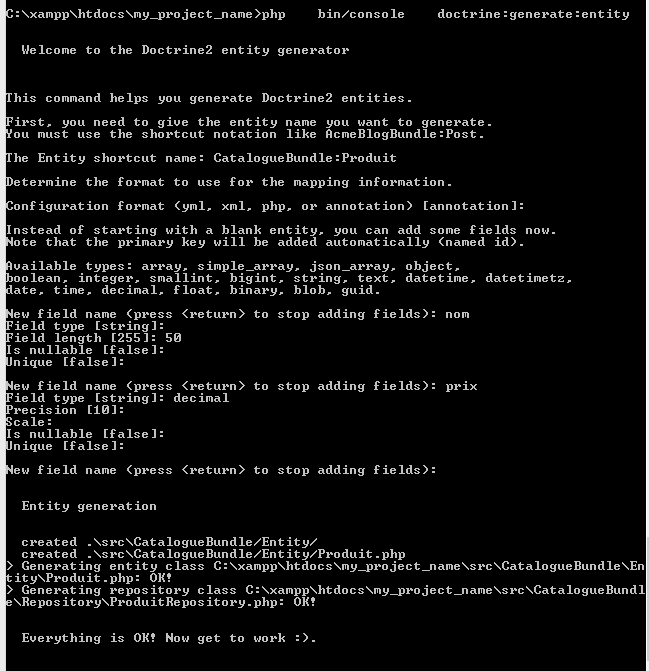 C:\xampp\htdocs\my_project_name>php bin/console doctrine:generate:entity
Welcome to the Doctrine2 entity generator
This command helps you generate Doctrine2 entities.
First, you need to give the entity name you want to generate.
You must use the shortcut notation like AcmeBlogBundle:Post.
The Entity shortcut name: CatalogueBundle:Produit
Determine the format to use for the mapping information.
Configuration format (yml, xml, php, or annotation) [annotation]:
Instead of starting with a blank entity, you can add some fields now.
Note that the primary key will be added automatically (named id).
Available types: array, simple_array, json_array, object,
boolean, integer, smallint, bigint, string, text, datetime, datetimetz,
date, time, decimal, float, binary, blob, guid.
New field name (press <return> to stop adding fields): nom
Field type [string]:
Field length [255]: 50
Is nullable [false]:
Unique [false]:
New field name (press <return> to stop adding fields): prix
Field type [string]: decimal
Precision [10]:
Scale:
Is nullable [false]:
Unique [false]:
New field name (press <return> to stop adding fields):
Entity generation
created .\src\CatalogueBundle/Entity/
created .\src\CatalogueBundle/Entity/Produit.php
> Generating entity class C:\xampp\htdocs\my_project_name\src\CatalogueBundle\En
tity\Produit.php: OK!
> Generating repository class C:\xampp\htdocs\my_project_name\src\CatalogueBundl
e\Repository\ProduitRepository.php: OK!
Everything is OK! Now get to work :).